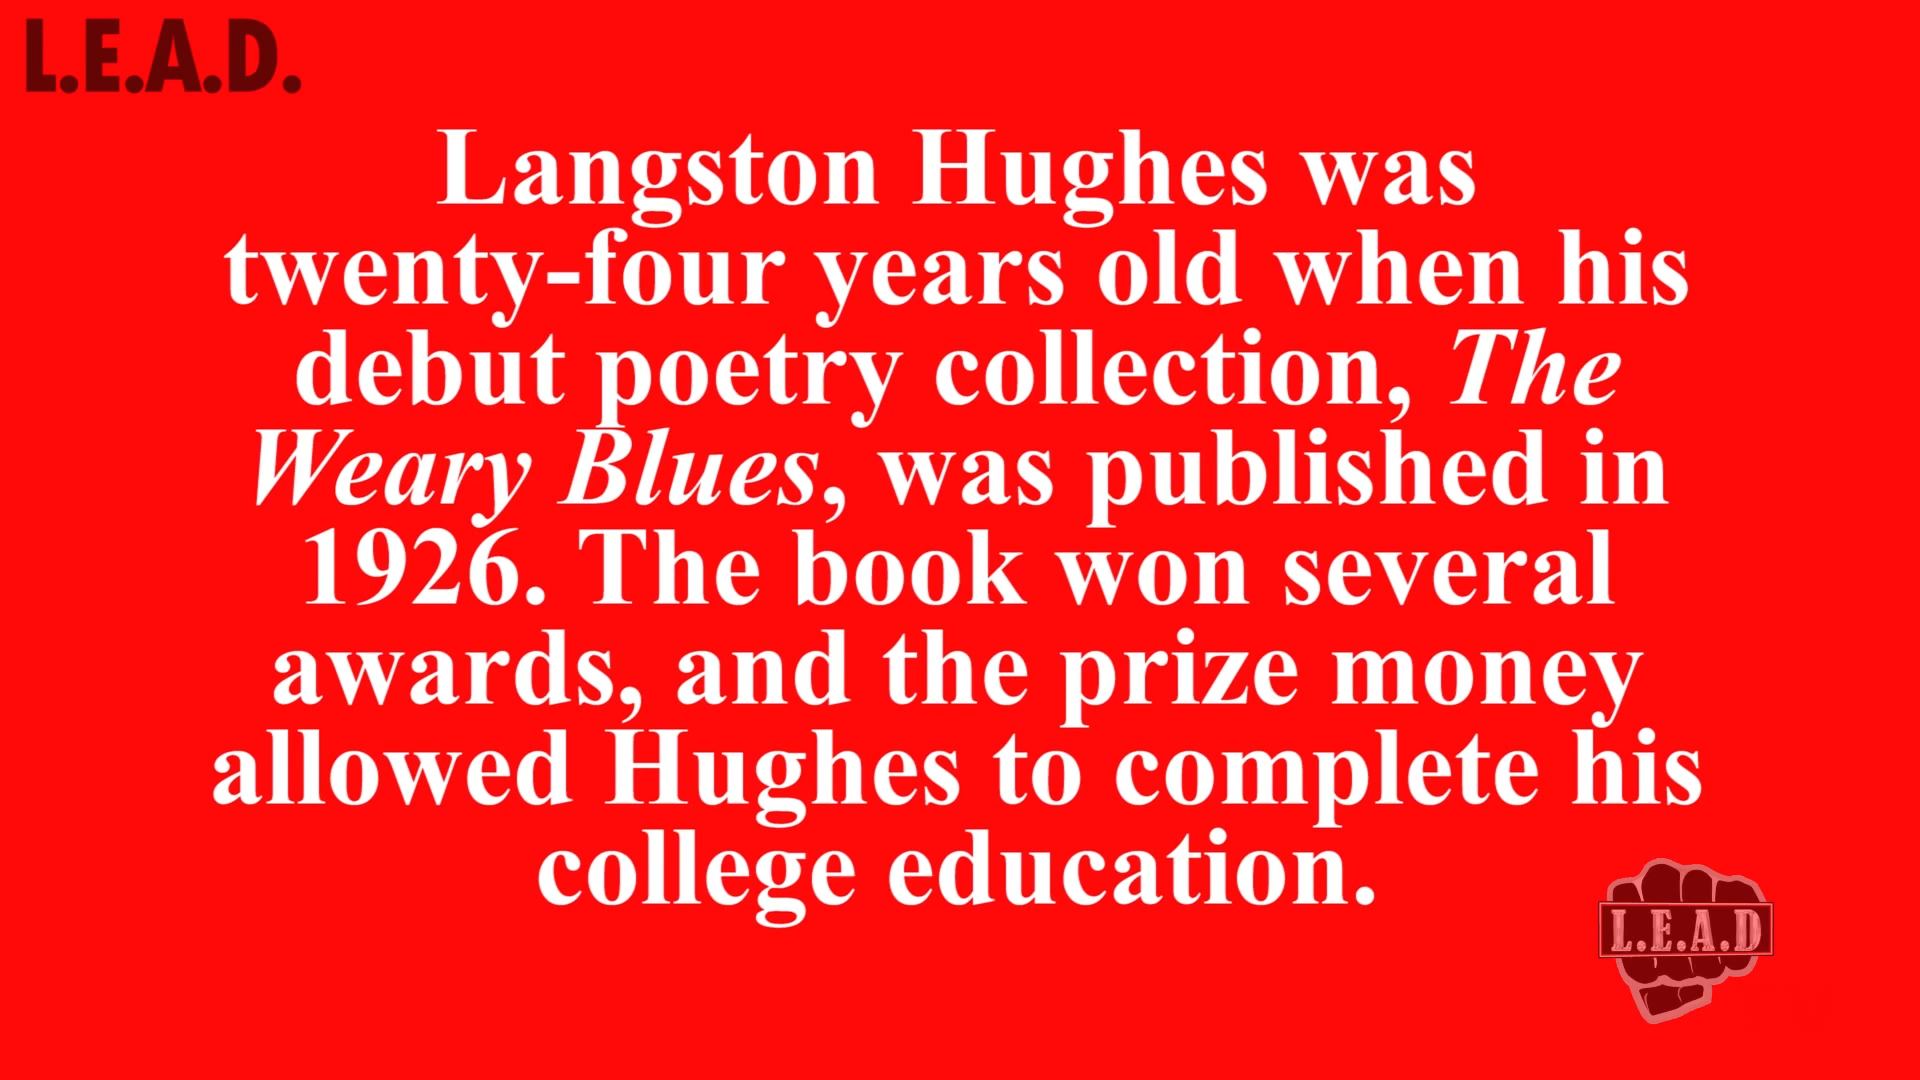 L.E.A.D.
Langston Hughes was
twenty-four years old when his
debut poetry collection, The
Weary Blues, was published in
1926. The book won several
awards, and the prize money
allowed Hughes to complete his
college education.
L.E.A.D